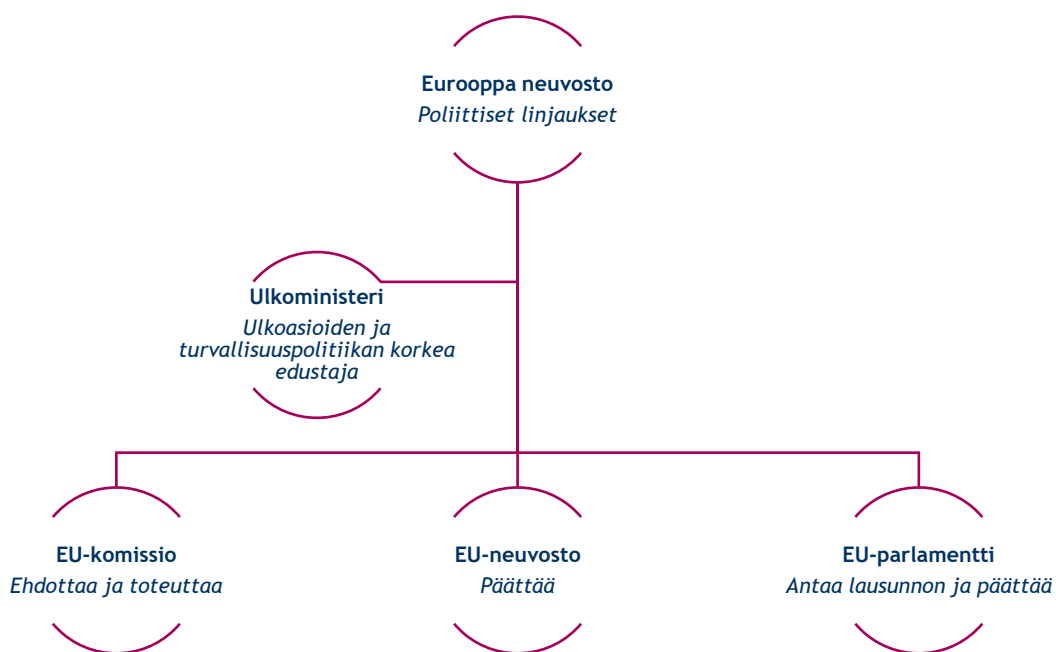 Eurooppa neuvosto
Poliittiset linjaukset
Ulkoministeri
Ulkoasioiden ja
turvallisuuspolitiikan korkea
edustaja
EU-komissio
Ehdottaa ja toteuttaa
EU-neuvosto
Päättää
EU-parlamentti
Antaa lausunnon ja päättää